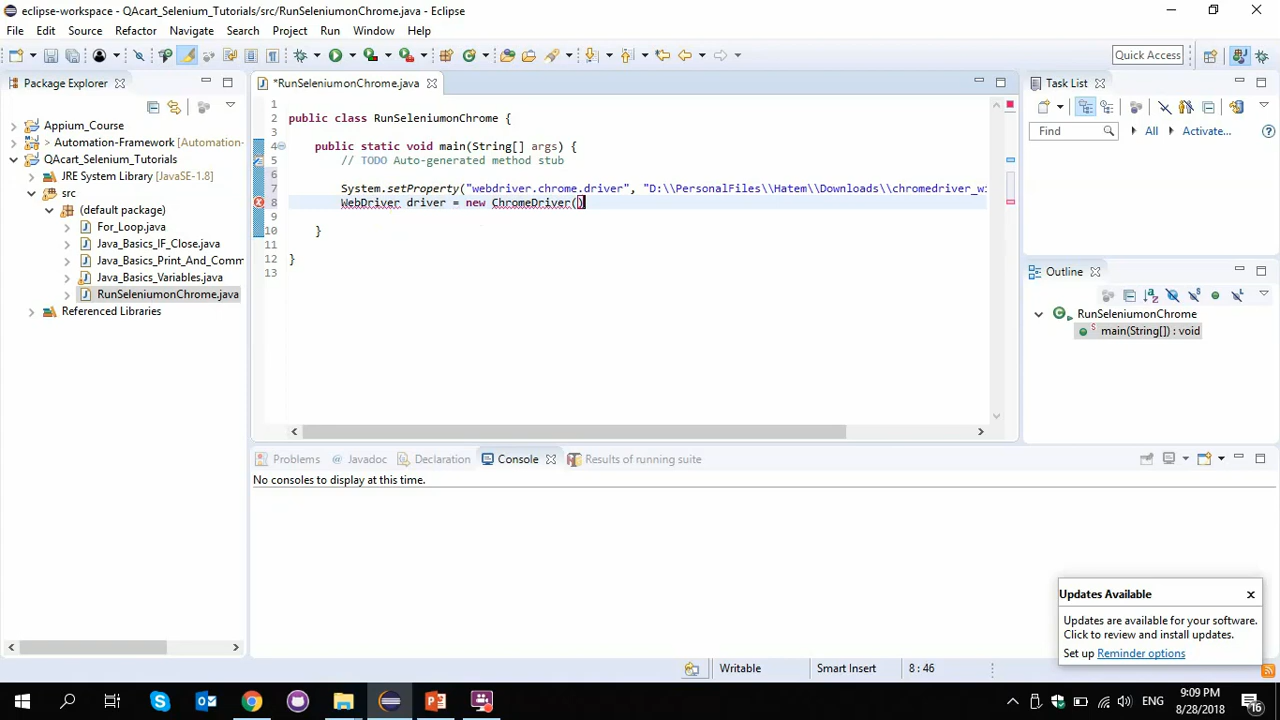 eclipse-workspace - QAcart_Selenium_Tutorials/src/RunSeleniumonChrome.java - Eclipse
File Edit Source Refactor Navigate Search Project Run Window Help
Quick Access
Package Explorer
Appium_Course
> Automation-Framework [Automation-
QAcart_Selenium_Tutorials
JRE System Library [JavaSE-1.8]
src
(default package)
For_Loop.java
Java_Basics_IF_Close.java
Java_Basics_Print_And_Comm
Java_Basics_Variables.java
RunSeleniumonChrome.java
Referenced Libraries
*RunSeleniumonChrome.java
1
2 public class RunSeleniumonChrome {
3
4 public static void main(String[] args) {
5 // TODO Auto-generated method stub
6
7 System.setProperty("webdriver.chrome.driver", "D:\\PersonalFiles\\Hatem\\Downloads\\chromedriver_wi
8 WebDriver driver = new ChromeDriver()
9
10 }
11
12 }
13
Task List
Find All Activate...
Outline
RunSeleniumonChrome
main(String[]) : void
Problems Javadoc Declaration Console Results of running suite
No consoles to display at this time.
Updates Available
Updates are available for your software.
Click to review and install updates.
Set up Reminder options
Writable Smart Insert 8 : 46
ENG
9:09 PM
8/28/2018
16